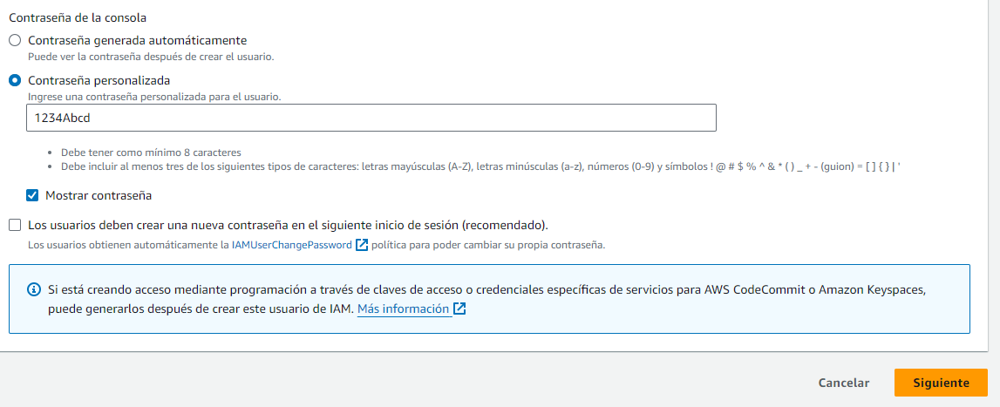 Contraseña de la consola
Contraseña generada automáticamente
Puede ver la contraseña después de crear el usuario.
Contraseña personalizada
Ingrese una contraseña personalizada para el usuario.
1234Abcd
Debe tener como mínimo 8 caracteres
Debe incluir al menos tres de los siguientes tipos de caracteres: letras mayúsculas (A-Z), letras minúsculas (a-z), números (0-9) y símbolos ! @ # $ % ^ & * ( ) _ + - (guion) = [ ] { } | '
Mostrar contraseña
Los usuarios deben crear una nueva contraseña en el siguiente inicio de sesión (recomendado).
Los usuarios obtienen automáticamente la IAMUserChangePassword política para poder cambiar su propia contraseña.
Si está creando acceso mediante programación a través de claves de acceso o credenciales específicas de servicios para AWS CodeCommit o Amazon Keyspaces,
puede generarlos después de crear este usuario de IAM. Más información
Cancelar
Siguiente